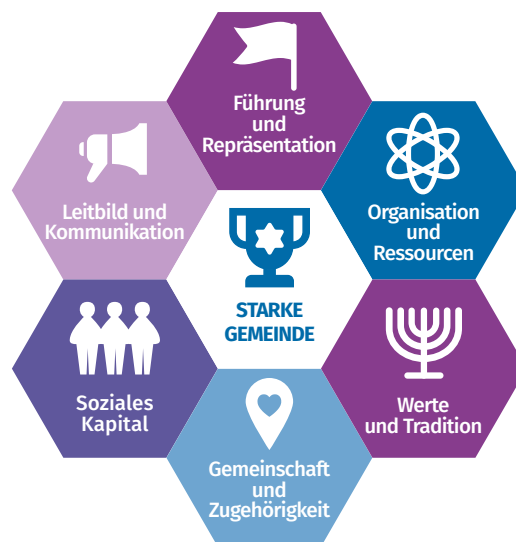 Führung
und
Repräsentation
Leitbild und
Kommunikation
Organisation
und
Ressourcen
STARKE
GEMEINDE
Soziales
Kapital
Werte
und Tradition
Gemeinschaft
und
Zugehörigkeit